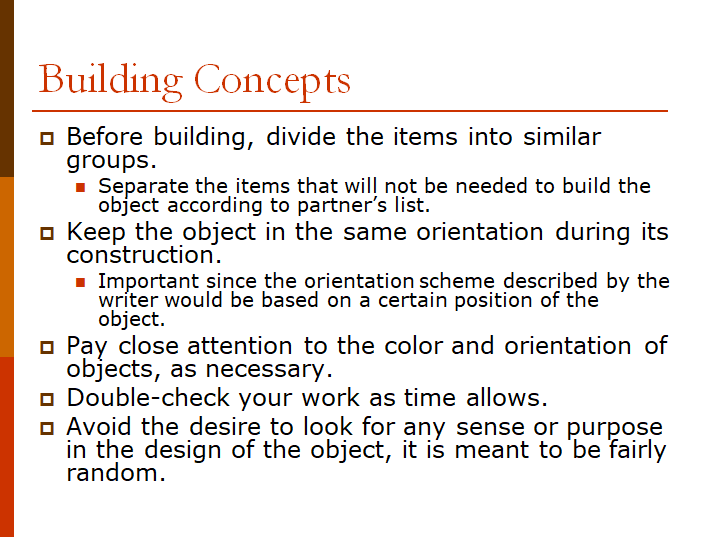 Building Concepts
Before building, divide the items into similar
groups.
Separate the items that will not be needed to build the
object according to partner’s list.
Keep the object in the same orientation during its
construction.
Important since the orientation scheme described by the
writer would be based on a certain position of the
object.
Pay close attention to the color and orientation of
objects, as necessary.
Double-check your work as time allows.
Avoid the desire to look for any sense or purpose
in the design of the object, it is meant to be fairly
random.